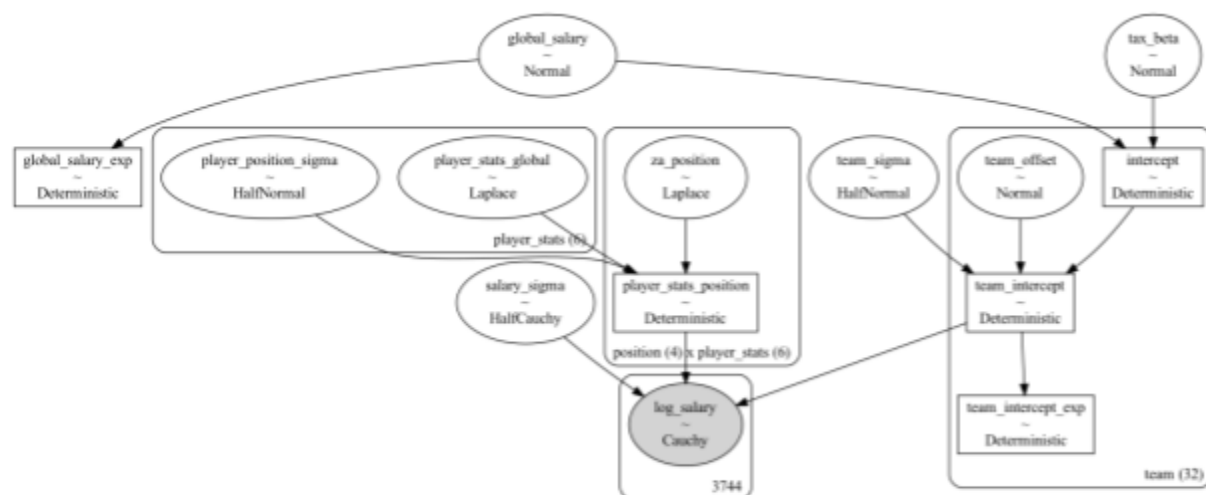 global_salary
~
Normal
tax_beta
~
Normal
global_salary_exp
~
Deterministic
player_position_sigma
~
HalfNormal
player_stats_global
~
Laplace
za_position
~
Laplace
team_sigma
~
HalfNormal
team_offset
~
Normal
intercept
~
Deterministic
player_stats (6)
salary_sigma
~
HalfCauchy
player_stats_position
~
Deterministic
team_intercept
~
Deterministic
position (4) x player_stats (6)
log_salary
~
Cauchy
team_intercept_exp
~
Deterministic
3744
team (32)